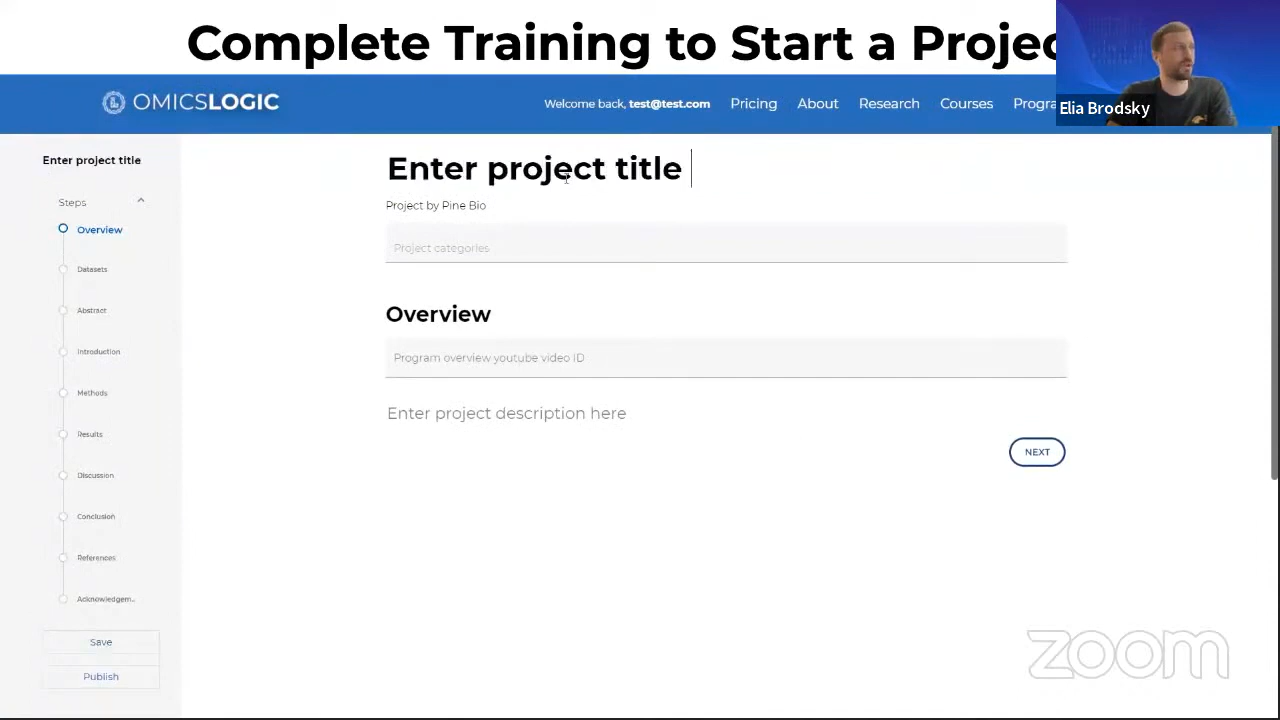 Complete Training to Start a Projec
OMICSLOGIC
Welcome back, test@test.com
Pricing
About
Research
Courses
Progra
Elia Brodsky
Enter project title
Steps
Overview
Datasets
Abstract
Introduction
Methods
Results
Discussion
Conclusion
References
Acknowledgem..
Save
Publish
Enter project title
Project by Pine Bio
Project categories
Overview
Program overview youtube video ID
Enter project description here
NEXT
zoom